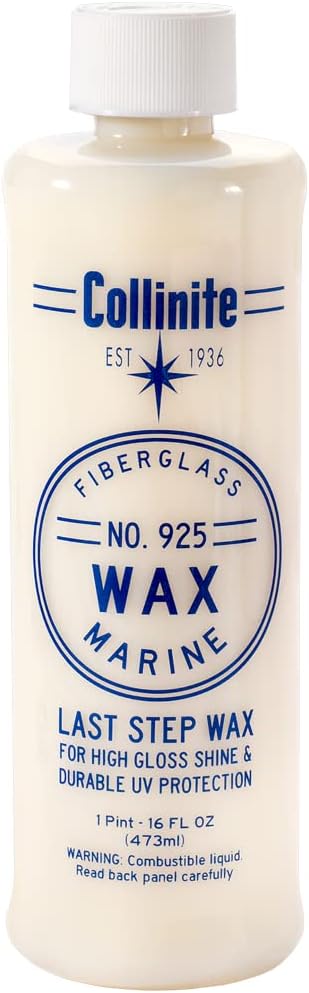 Collinite
EST 1936
FIBERGLASS
NO. 925
WAX
MARINE
LAST STEP WAX
FOR HIGH GLOSS SHINE &
DURABLE UV PROTECTION
1 Pint - 16 FL OZ
(473ml)
WARNING: Combustible liquid.
Read back panel carefully